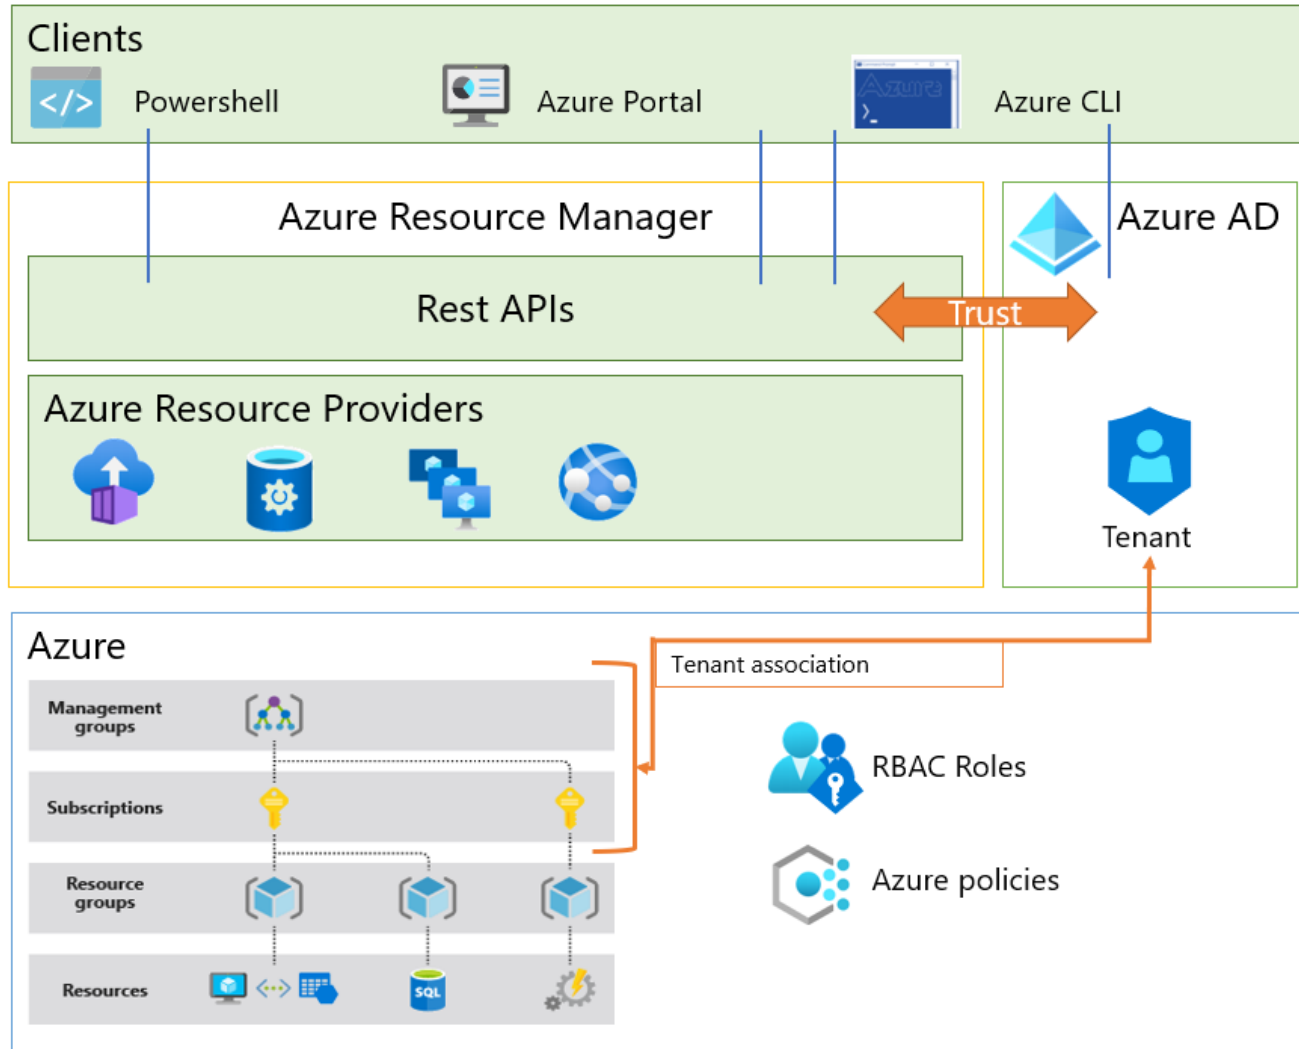 Clients
</>
Powershell
Azure Portal
Azure
>_
Azure CLI
Azure Resource Manager
Azure AD
Rest APIs
Trust
Azure Resource Providers
Tenant
Azure
Tenant association
Management
groups
RBAC Roles
Subscriptions
Azure policies
Resource
groups
Resources
SQL